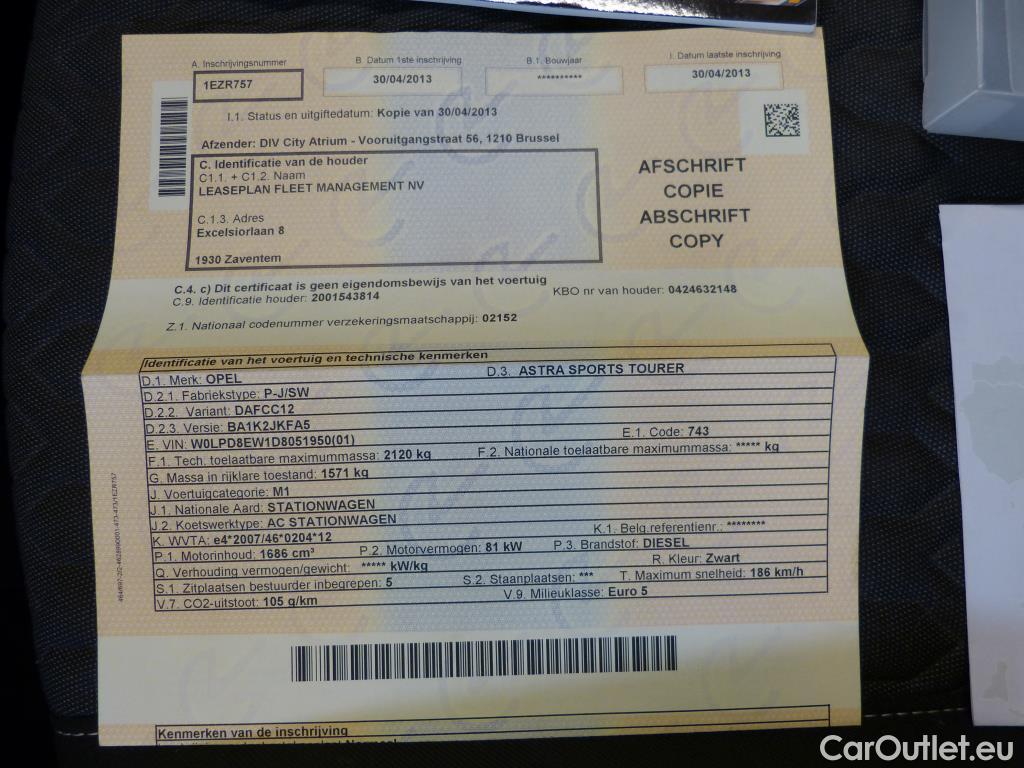 A. Inschrijvingsnummer B. Datum 1ste inschrijving B.1. Bouwjaar I. Datum laatste inschrijving
1EZR757 30/04/2013 ********** 30/04/2013
I.1. Status en uitgiftedatum: Kopie van 30/04/2013
Afzender: DIV City Atrium - Vooruitgangstraat 56, 1210 Brussel
C. Identificatie van de houder
C1.1. + C1.2. Naam
LEASEPLAN FLEET MANAGEMENT NV
C.1.3. Adres
Excelsiorlaan 8
1930 Zaventem
AFSCHRIFT
COPIE
ABSCHRIFT
COPY
C.4. c) Dit certificaat is geen eigendomsbewijs van het voertuig
C.9. Identificatie houder: 2001543814 KBO nr van houder: 0424632148
Z.1. Nationaal codenummer verzekeringsmaatschappij: 02152
Identificatie van het voertuig en technische kenmerken
D.1. Merk: OPEL D.3. ASTRA SPORTS TOURER
D.2.1. Fabriekstype: P-J/SW
D.2.2. Variant: DAFCC12
D.2.3. Versie: BA1K2JKFA5
E. VIN: W0LPD8EW1D8051950(01) E.1. Code: 743
F.1. Tech. toelaatbare maximummassa: 2120 kg F.2. Nationale toelaatbare maximummassa: ***** kg
G. Massa in rijklare toestand: 1571 kg
J. Voertuigcategorie: M1
J.1. Nationale Aard: STATIONWAGEN
J.2. Koetswerktype: AC STATIONWAGEN
K. WVTA: e4*2007/46*0204*12 K.1. Belg.referentienr.: ********
P.1. Motorinhoud: 1686 cm³ P.2. Motorvermogen: 81 kW P.3. Brandstof: DIESEL
Q. Verhouding vermogen/gewicht: ***** kW/kg R. Kleur: Zwart
S.1. Zitplaatsen bestuurder inbegrepen: 5 S.2. Staanplaatsen: *** T. Maximum snelheid: 186 km/h
V.7. CO2-uitstoot: 105 g/km V.9. Milieuklasse: Euro 5
Kenmerken van de inschrijving
CarOutlet.eu